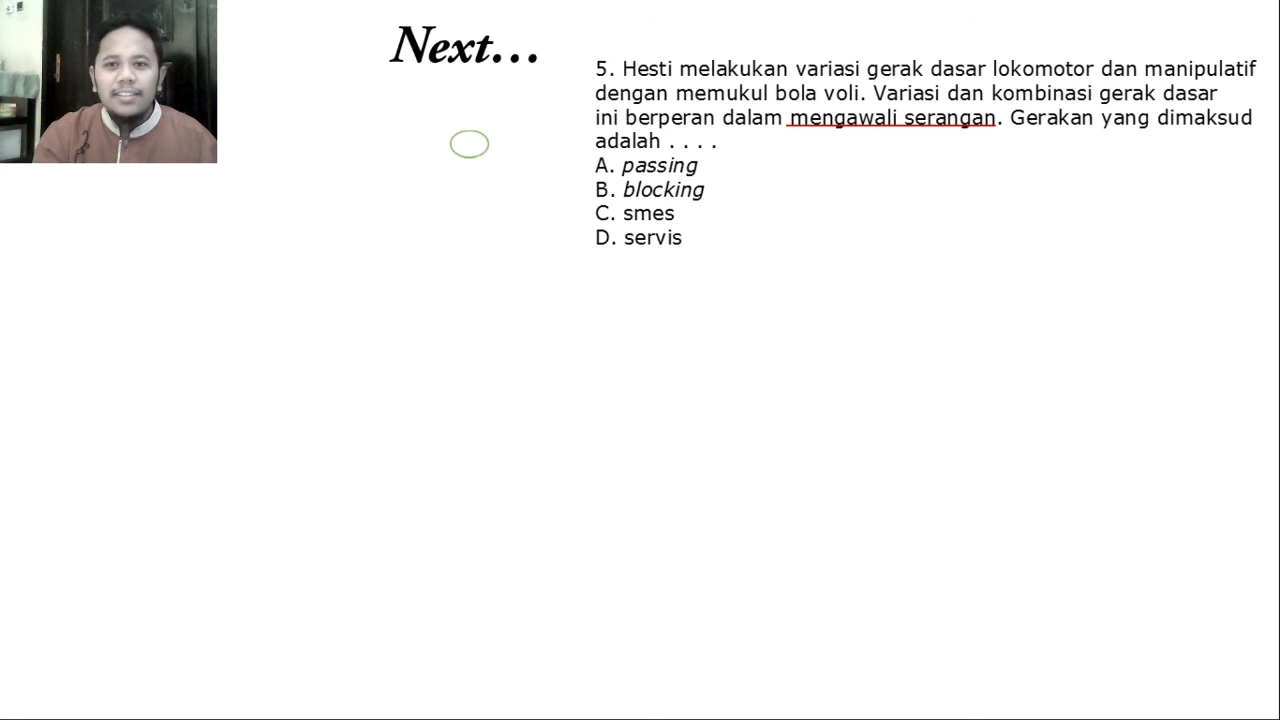 Next...
5. Hesti melakukan variasi gerak dasar lokomotor dan manipulatif
dengan memukul bola voli. Variasi dan kombinasi gerak dasar
ini berperan dalam mengawali serangan. Gerakan yang dimaksud
adalah . . . .
A. passing
B. blocking
C. smes
D. servis